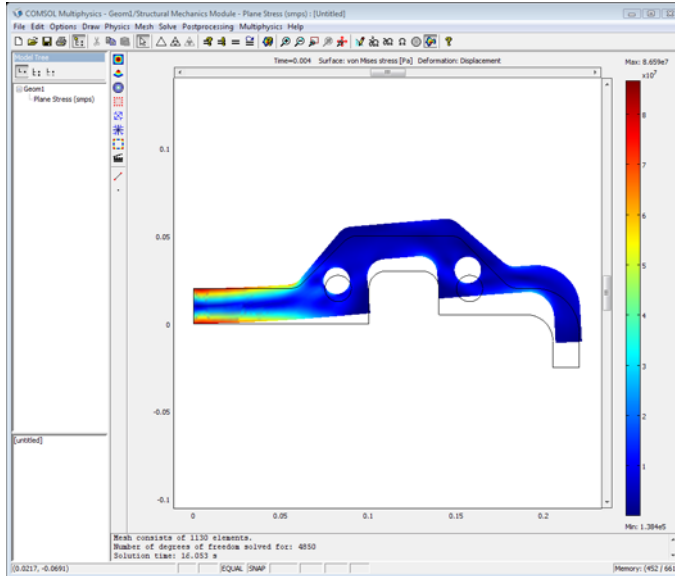 COMSOL Multiphysics - Geom1/Structural Mechanics Module - Plane Stress (smps) : [Untitled]
File Edit Options Draw Physics Mesh Solve Postprocessing Multiphysics Help
Model Tree
Geom1
Plane Stress (smps)
Time=0.004 Surface: von Mises stress [Pa] Deformation: Displacement
Max: 8.659e7
x10⁷
8
7
6
5
4
3
2
1
Min: 1.384e5
0.1
0.05
0
-0.05
-0.1
0 0.05 0.1 0.15 0.2
[untitled]
Mesh consists of 1130 elements.
Number of degrees of freedom solved for: 4850
Solution time: 16.053 s
(0.0217, -0.0691) EQUAL SNAP Memory: (452 / 661